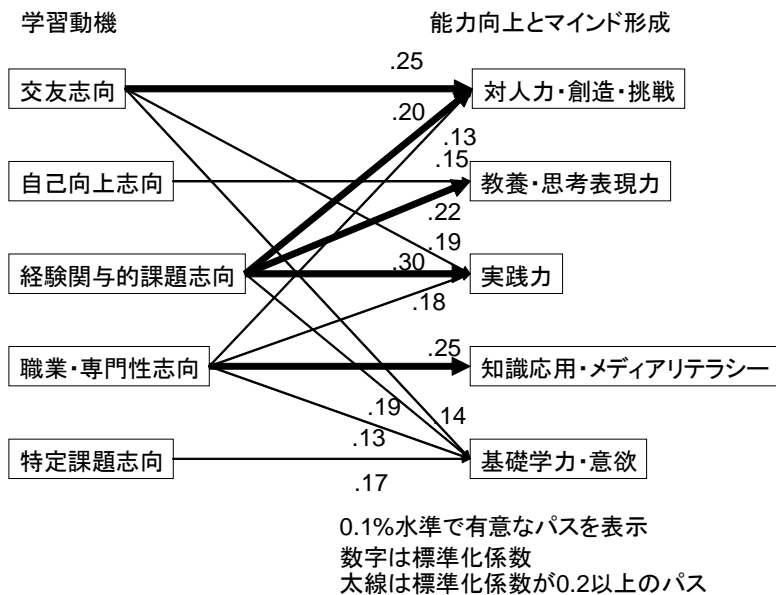 学習動機
能力向上とマインド形成
交友志向
.25
対人力・創造・挑戦
.20
.13
.15
自己向上志向
教養・思考表現力
.22
.19
経験関与的課題志向
.30
実践力
.18
職業・専門性志向
.25
知識応用・メディアリテラシー
.19
14
.13
特定課題志向
基礎学力・意欲
.17
0.1%水準で有意なパスを表示
数字は標準化係数
太線は標準化係数が0.2以上のパス